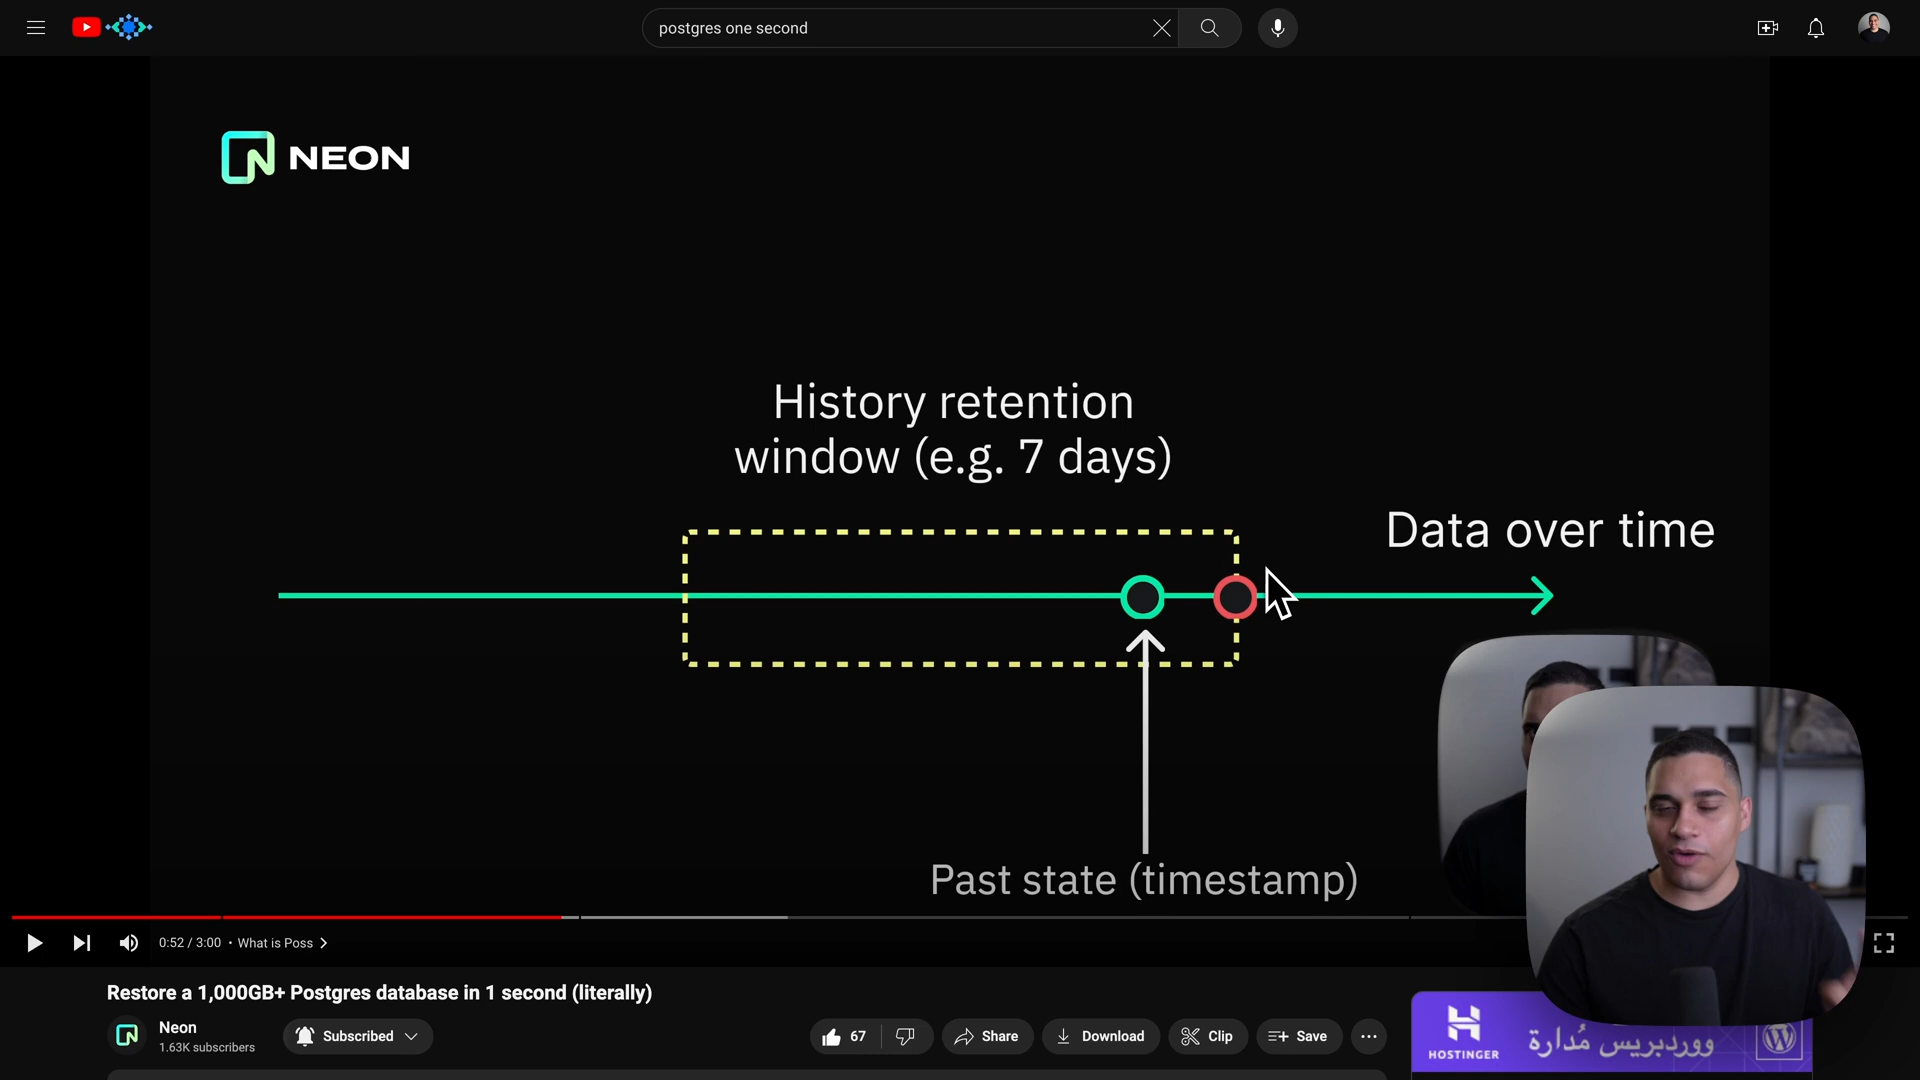 postgres one second
NEON
History retention
window (e.g. 7 days)
Data over time
Past state (timestamp)
0:52 / 3:00 • What is Poss
Restore a 1,000GB+ Postgres database in 1 second (literally)
Neon
1.63K subscribers
Subscribed
67
Share
Download
Clip
Save
HOSTINGER
ووردبريس مُدارة